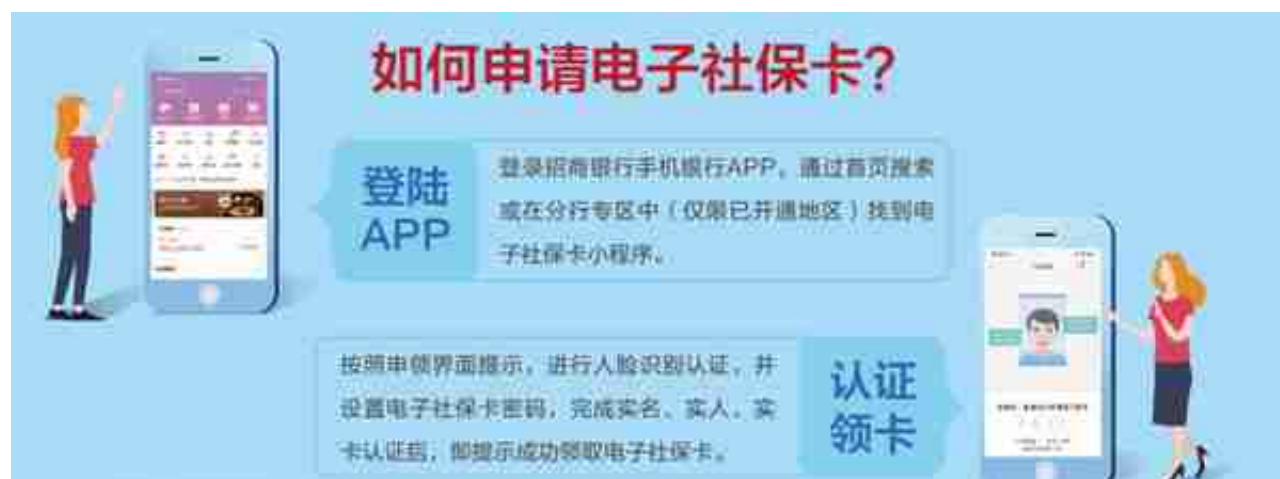 如何申请电子社保卡？
登陆
APP
登录招商银行手机银行APP，通过首页搜索
或在分行专区中（仅限已开通地区）找到电
子社保卡小程序。
按照申领界面提示，进行人脸识别认证，并
设置电子社保卡密码，完成实名、实人、实
卡认证后，即提示成功领取电子社保卡。
认证
领卡